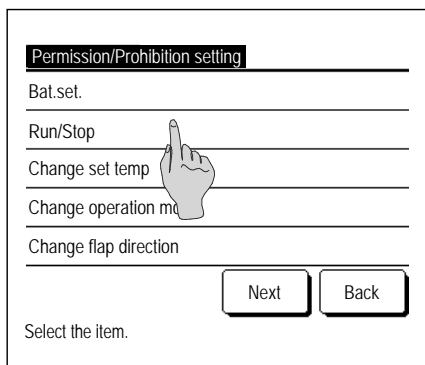 Permission/Prohibition setting
Bat.set.
Run/Stop
Change set temp
Change operation
Change flap direction
Next Back
Select the item.